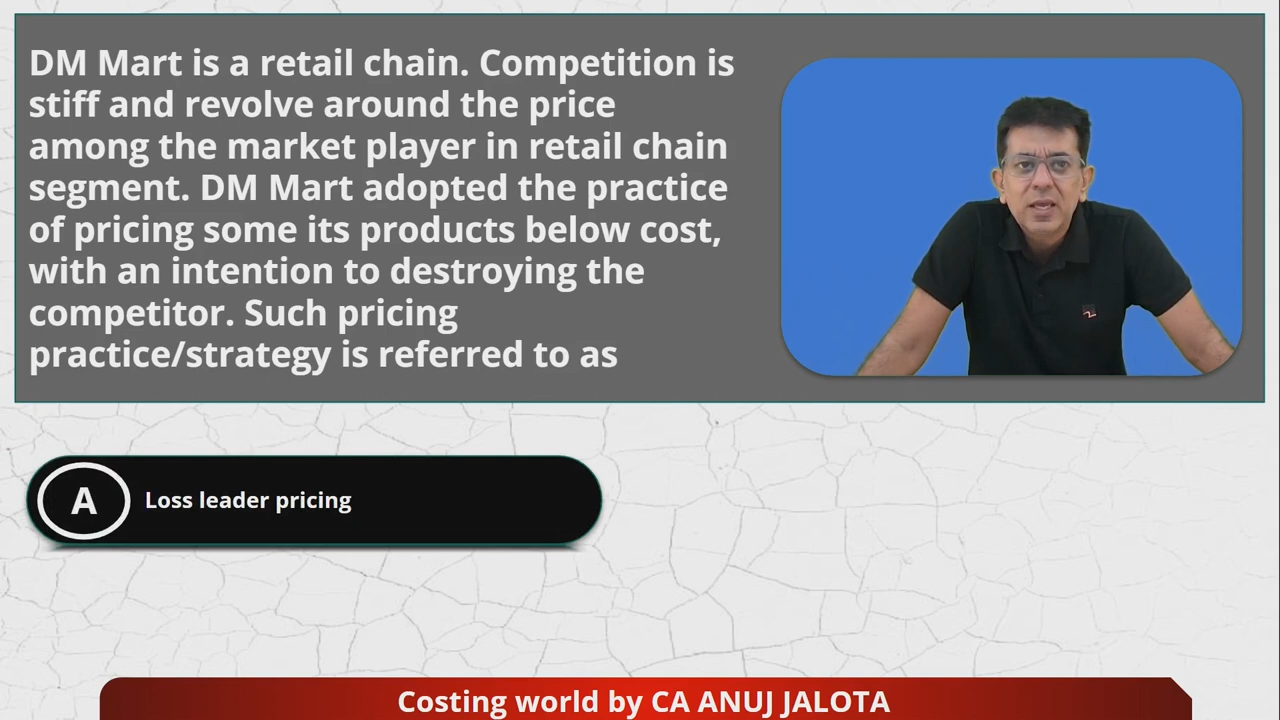 DM Mart is a retail chain. Competition is
stiff and revolve around the price
among the market player in retail chain
segment. DM Mart adopted the practice
of pricing some its products below cost,
with an intention to destroying the
competitor. Such pricing
practice/strategy is referred to as
A Loss leader pricing
Costing world by CA ANUJ JALOTA